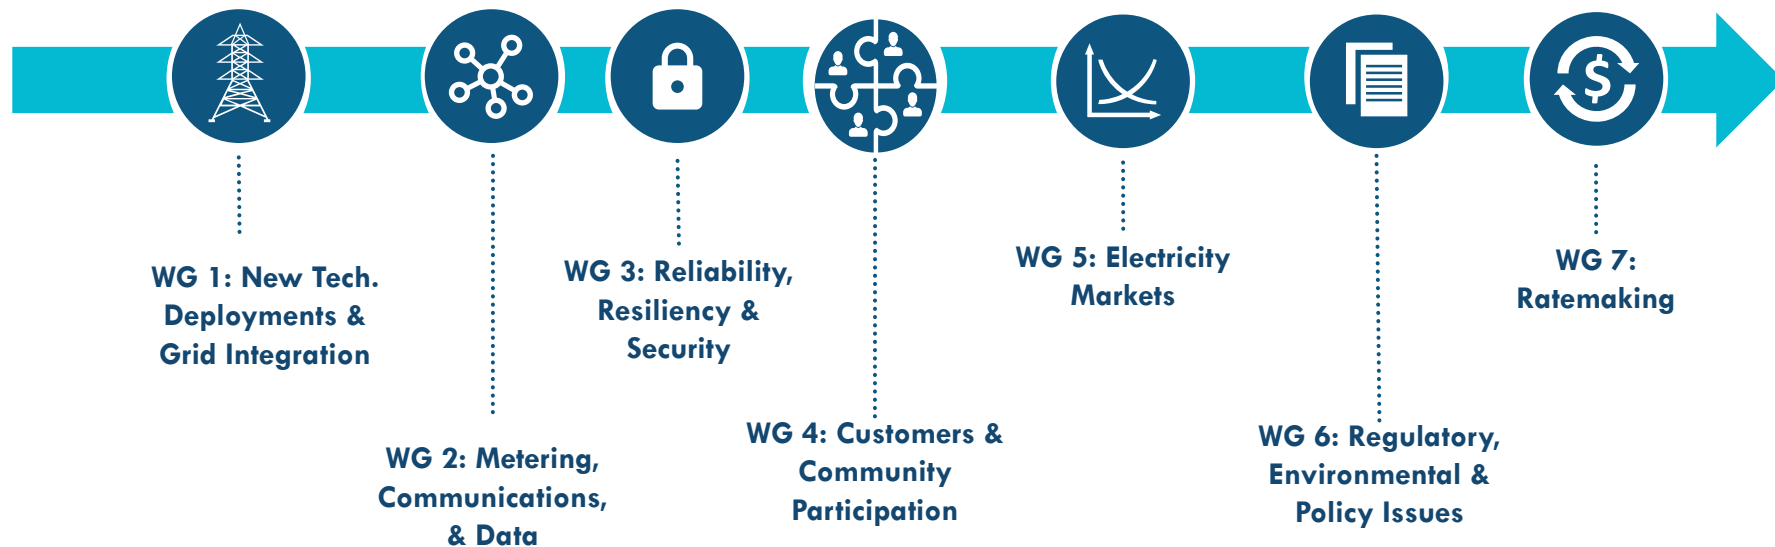 WG 1: New Tech.
Deployments &
Grid Integration
WG 2: Metering,
Communications,
& Data
WG 3: Reliability,
Resiliency &
Security
WG 4: Customers &
Community
Participation
WG 5: Electricity
Markets
WG 6: Regulatory,
Environmental &
Policy Issues
WG 7:
Ratemaking